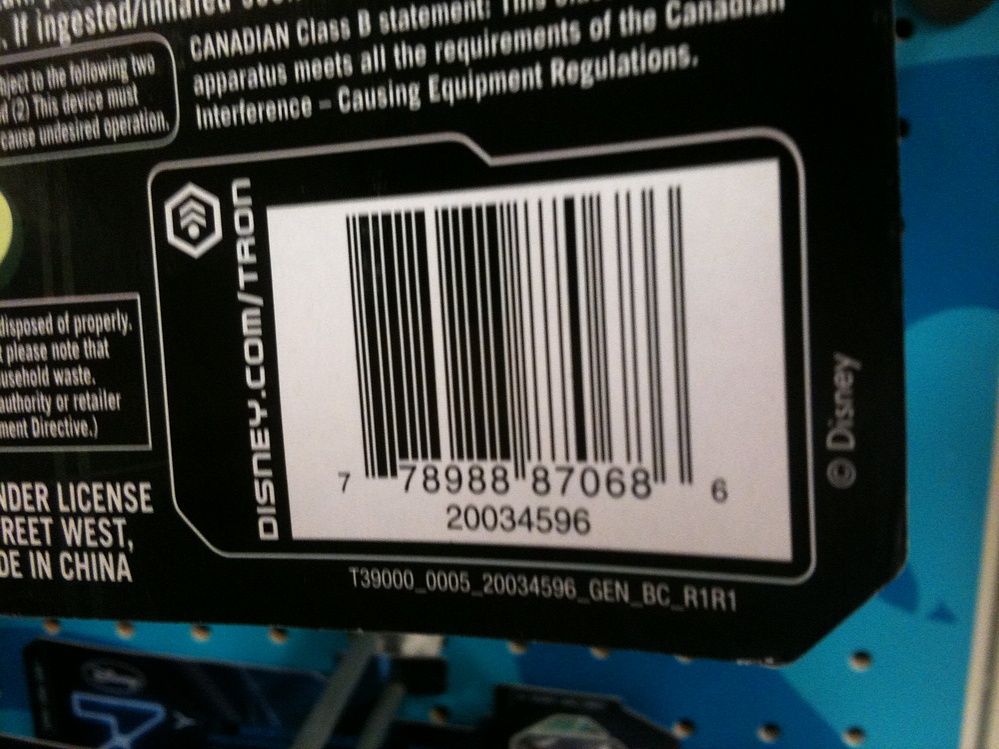 . If ingested/inhaled
CANADIAN Class B statement: This
apparatus meets all the requirements of the Canadian
Interference – Causing Equipment Regulations.
bject to the following two
d (2) This device must
cause undesired operation.
DISNEY.COM/TRON
disposed of properly.
t please note that
usehold waste.
authority or retailer
ment Directive.)
NDER LICENSE
REET WEST,
DE IN CHINA
7 78988 87068 6
20034596
© Disney
T39000_0005_20034596_GEN_BC_R1R1
Disney